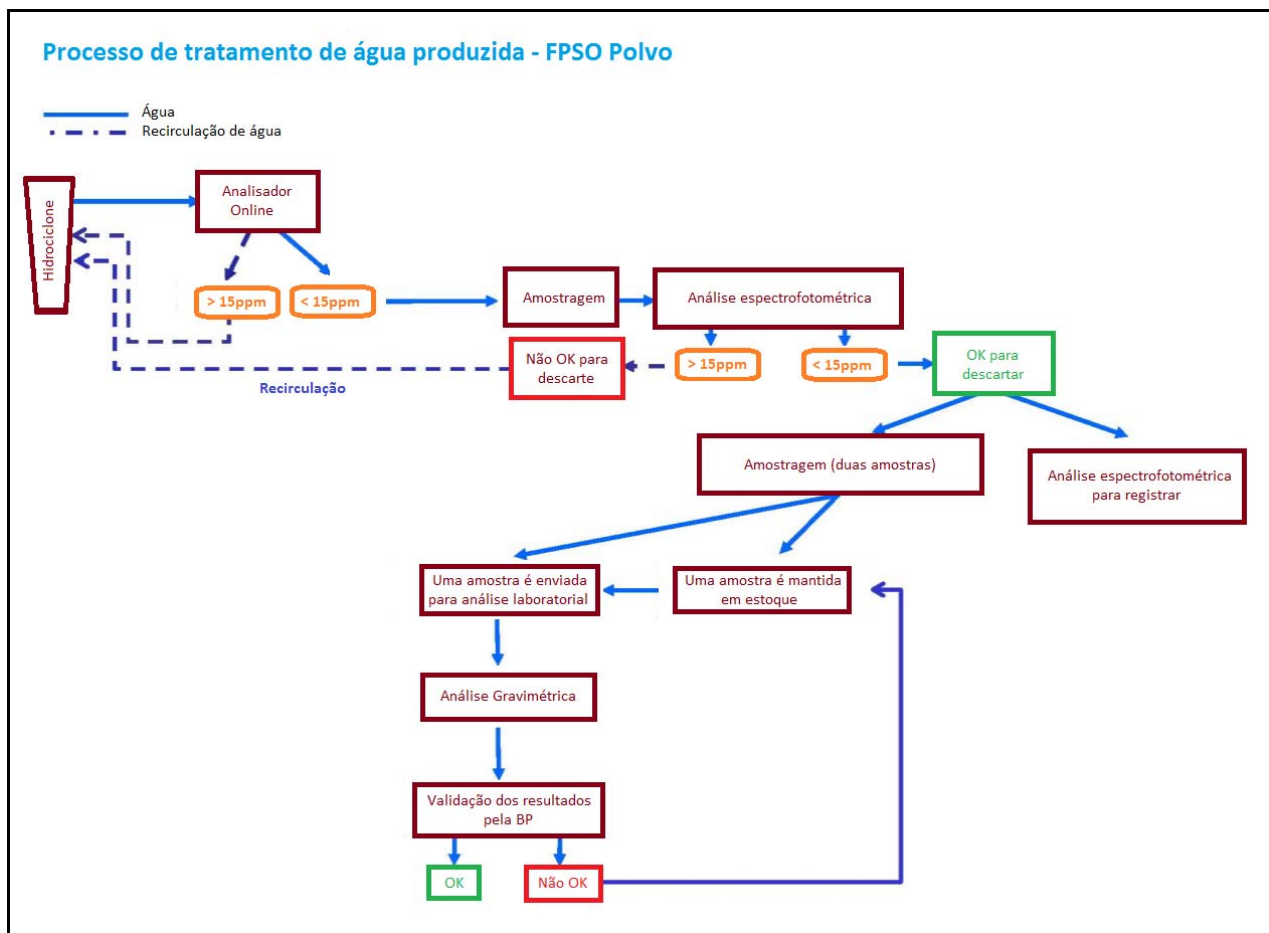 Processo de tratamento de água produzida - FPSO Polvo
Água
Recirculação de água
Hidrociclone
Analisador
Online
> 15ppm
< 15ppm
Amostragem
Análise espectrofotométrica
Não OK para
descarte
> 15ppm
< 15ppm
OK para
descartar
Recirculação
Amostragem (duas amostras)
Análise espectrofotométrica
para registrar
Uma amostra é enviada
para análise laboratorial
Uma amostra é mantida
em estoque
Análise Gravimétrica
Validação dos resultados
pela BP
OK
Não OK